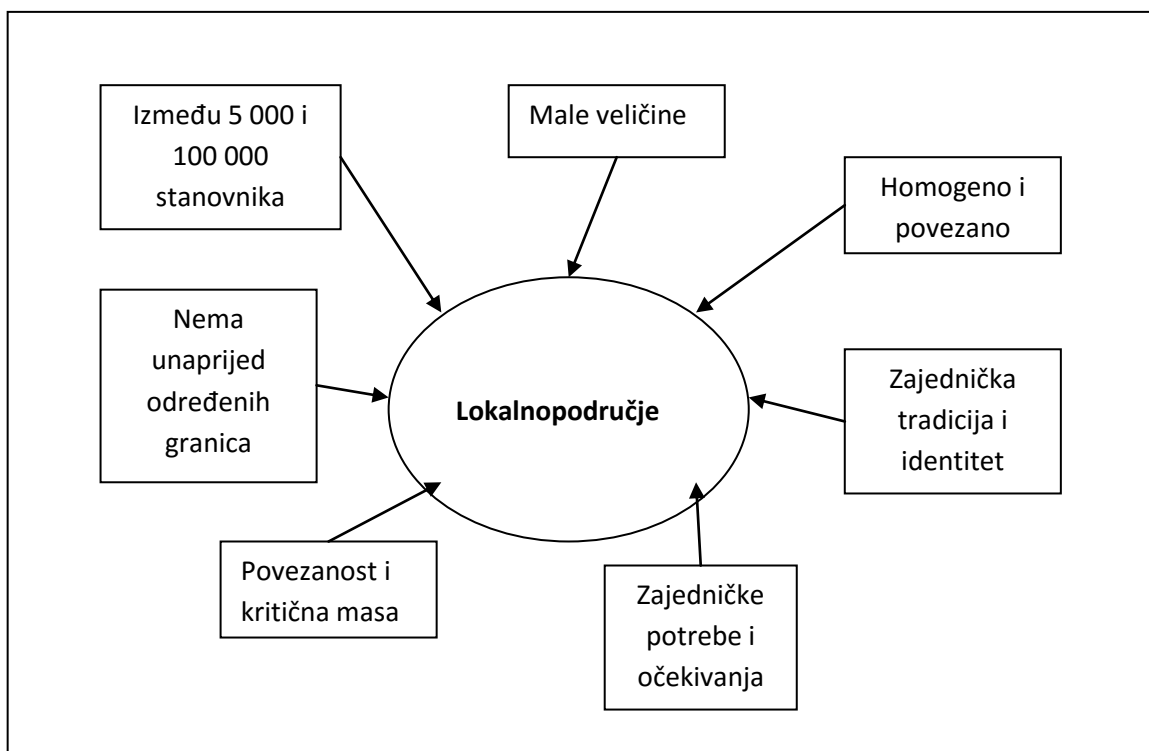 Između 5 000 i
100 000
stanovnika
Male veličine
Homogeno i
povezano
Nema
unaprijed
određenih
granica
Lokalnopodručje
Zajednička
tradicija i
identitet
Povezanost i
kritična masa
Zajedničke
potrebe i
očekivanja